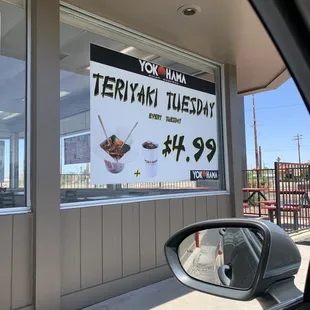 YOKOHAMA
TERIYAKI TUESDAY
EVERY TUESDAY
$4.99
+
YOKOHAMA